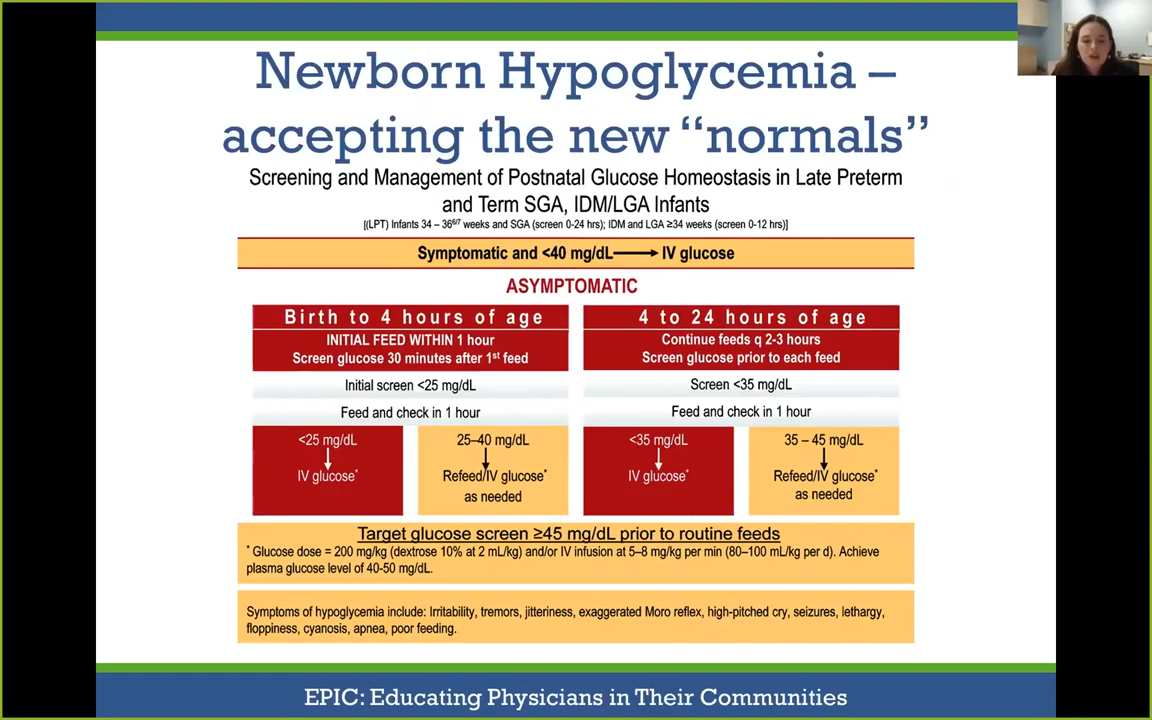 Newborn Hypoglycemia –
accepting the new “normals”
Screening and Management of Postnatal Glucose Homeostasis in Late Preterm
and Term SGA, IDM/LGA Infants
[(LPT) Infants 34 – 36⁶/⁷ weeks and SGA (screen 0-24 hrs); IDM and LGA ≥34 weeks (screen 0-12 hrs)]
Symptomatic and <40 mg/dL → IV glucose
ASYMPTOMATIC
Birth to 4 hours of age
INITIAL FEED WITHIN 1 hour
Screen glucose 30 minutes after 1st feed
Initial screen <25 mg/dL
Feed and check in 1 hour
<25 mg/dL
IV glucose*
25–40 mg/dL
Refeed/IV glucose*
as needed
4 to 24 hours of age
Continue feeds q 2-3 hours
Screen glucose prior to each feed
Screen <35 mg/dL
Feed and check in 1 hour
<35 mg/dL
IV glucose*
35 – 45 mg/dL
Refeed/IV glucose*
as needed
Target glucose screen ≥45 mg/dL prior to routine feeds
* Glucose dose = 200 mg/kg (dextrose 10% at 2 mL/kg) and/or IV infusion at 5–8 mg/kg per min (80–100 mL/kg per d). Achieve
plasma glucose level of 40-50 mg/dL.
Symptoms of hypoglycemia include: Irritability, tremors, jitteriness, exaggerated Moro reflex, high-pitched cry, seizures, lethargy,
floppiness, cyanosis, apnea, poor feeding.
EPIC: Educating Physicians in Their Communities